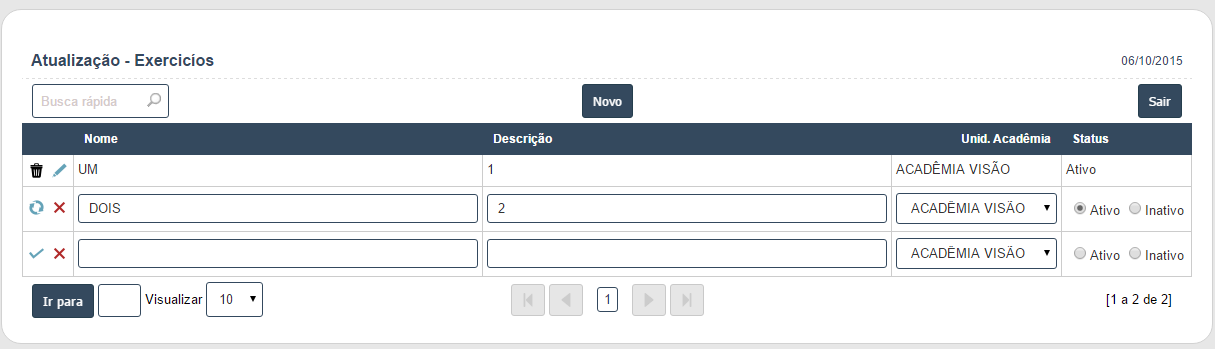 Atualização - Exercicíos 06/10/2015
Busca rápida Novo Sair
Nome Descrição Unid. Acadêmia Status
UM 1 ACADÊMIA VISÃO Ativo
DOIS 2 ACADÊMIA VISÃO Ativo Inativo
ACADÊMIA VISÃO Ativo Inativo
Ir para Visualizar 10 1 [1 a 2 de 2]